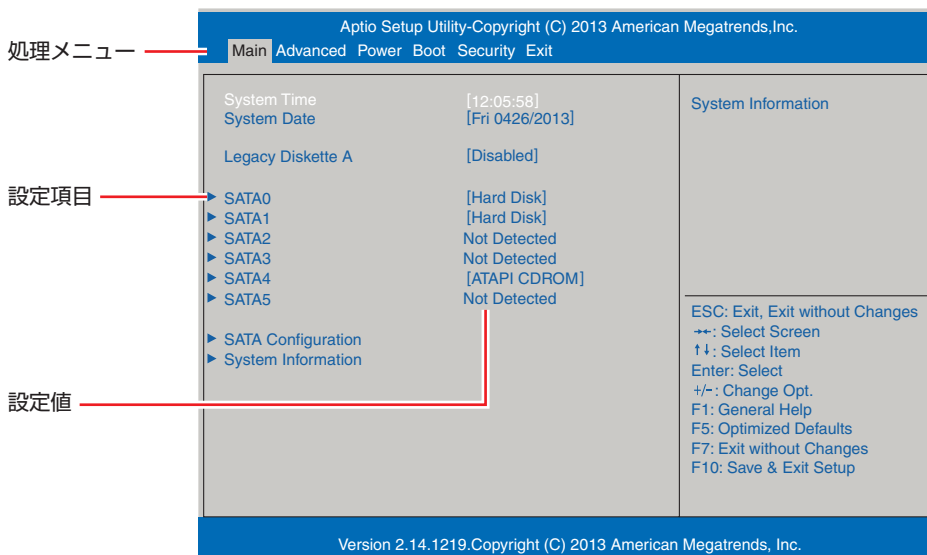 Aptio Setup Utility-Copyright (C) 2013 American Megatrends,Inc.
処理メニュー
Main Advanced Power Boot Security Exit
System Time [12:05:58]
System Date [Fri 0426/2013]
System Information
Legacy Diskette A [Disabled]
設定項目
SATA0 [Hard Disk]
SATA1 [Hard Disk]
SATA2 Not Detected
SATA3 Not Detected
SATA4 [ATAPI CDROM]
SATA5 Not Detected
SATA Configuration
System Information
設定値
ESC: Exit, Exit without Changes
→←: Select Screen
↑↓: Select Item
Enter: Select
+/-: Change Opt.
F1: General Help
F5: Optimized Defaults
F7: Exit without Changes
F10: Save & Exit Setup
Version 2.14.1219.Copyright (C) 2013 American Megatrends, Inc.